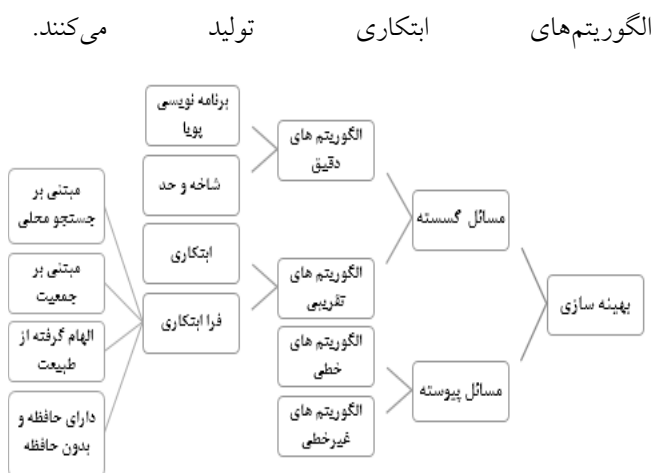 الگوریتم‌های ابتکاری تولید می‌کنند.
بهینه سازی
مسائل گسسته
مسائل پیوسته
الگوریتم های
دقیق
الگوریتم های
تقریبی
الگوریتم های
خطی
الگوریتم های
غیرخطی
برنامه نویسی
پویا
شاخه و حد
ابتکاری
فرا ابتکاری
مبتنی بر
جستجو محلی
مبتنی بر
جمعیت
الهام گرفته از
طبیعت
دارای حافظه و
بدون حافظه